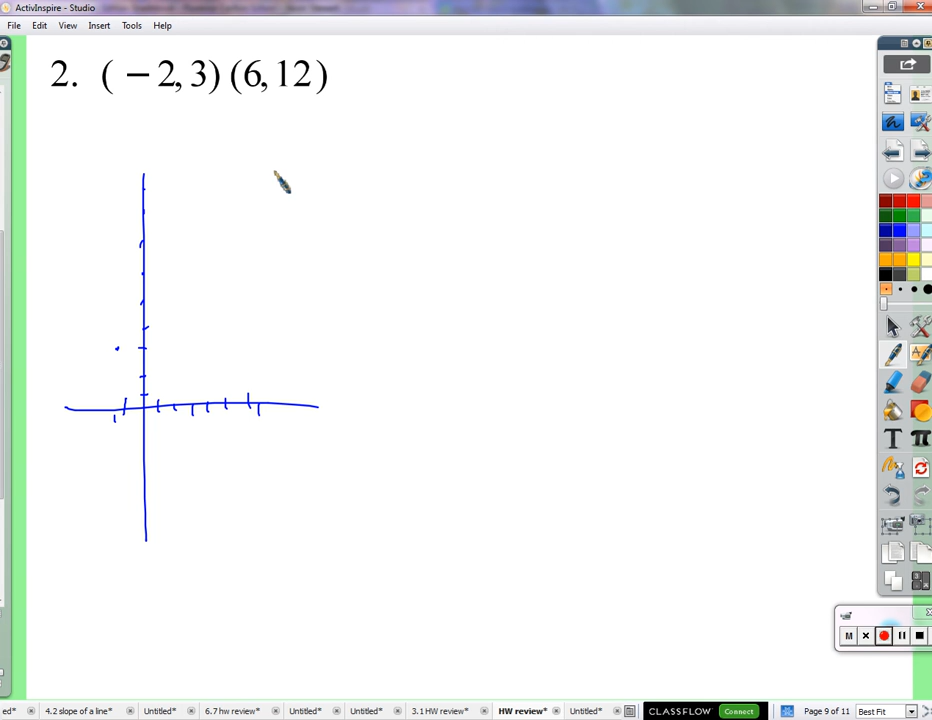 ActivInspire - Studio
File Edit View Insert Tools Help
2. ( − 2, 3) (6, 12)
M
ed* 4.2 slope of a line* Untitled* 6.7 hw review* Untitled* Untitled* 3.1 HW review* HW review* Untitled* CLASSFLOW Connect Page 9 of 11 Best Fit